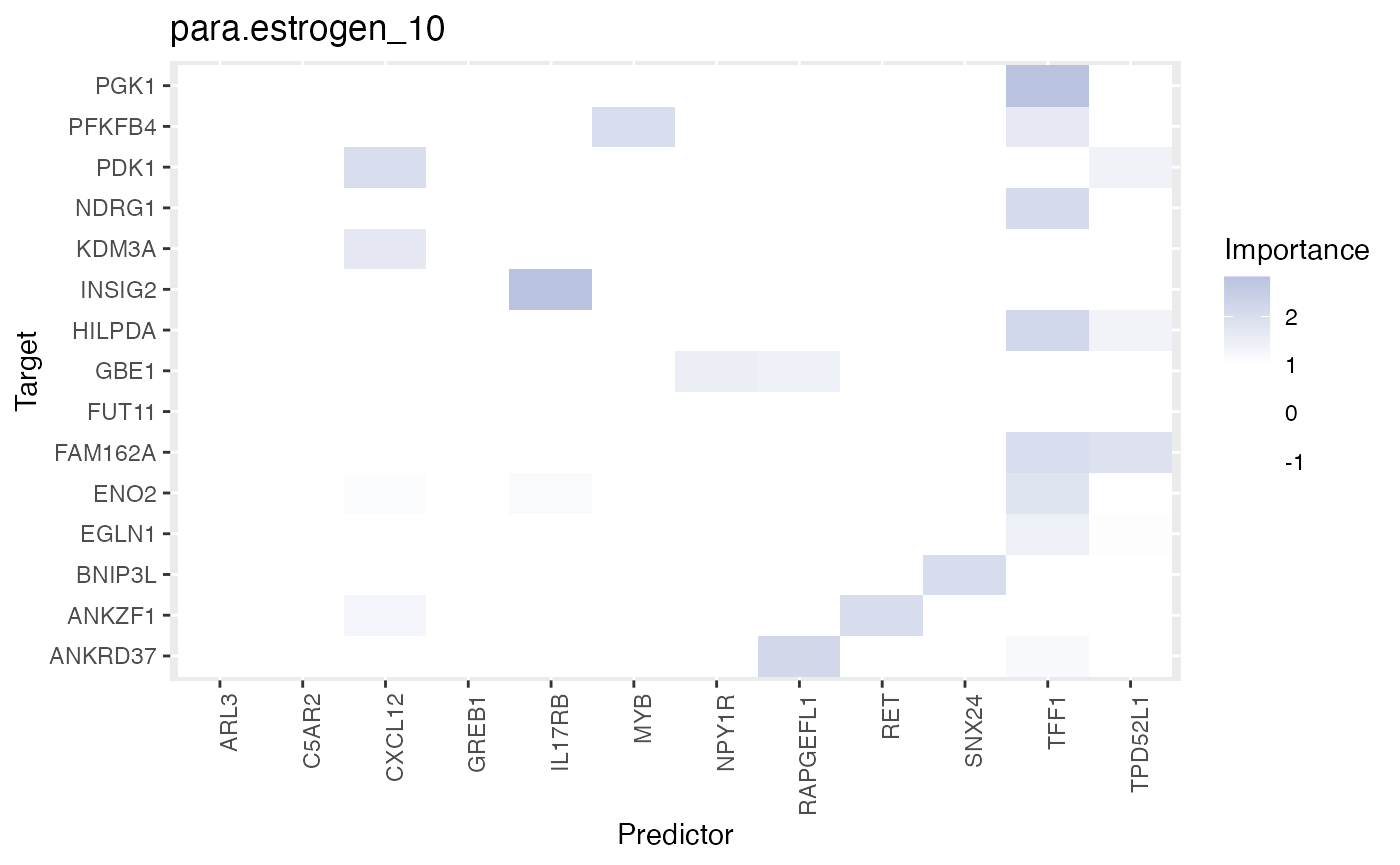 para.estrogen_10
Target
PGK1
PFKFB4
PDK1
NDRG1
KDM3A
INSIG2
HILPDA
GBE1
FUT11
FAM162A
ENO2
EGLN1
BNIP3L
ANKZF1
ANKRD37
ARL3
C5AR2
CXCL12
GREB1
IL17RB
MYB
NPY1R
RAPGEFL1
RET
SNX24
TFF1
TPD52L1
Predictor
Importance
2
1
0
-1